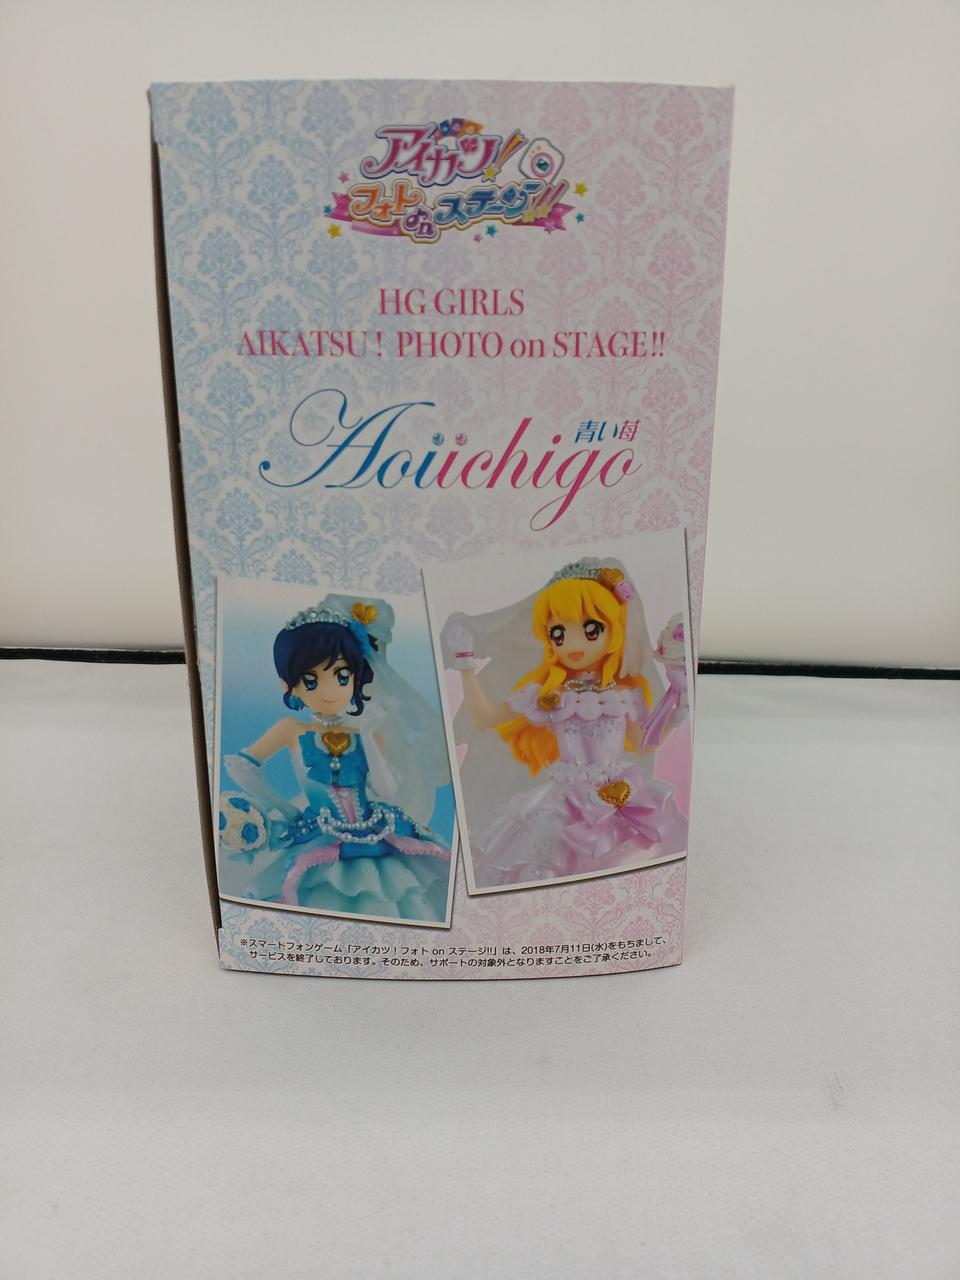 アイカツ!
フォト on ステージ!!
HG GIRLS
AIKATSU! PHOTO on STAGE!!
青い苺
Aoiichigo
※スマートフォンゲーム「アイカツ!フォト on ステージ!!」は、2018年7月11日(水)をもちまして、
サービスを終了しております。そのため、サポートの対象外となりますことをご了承ください。